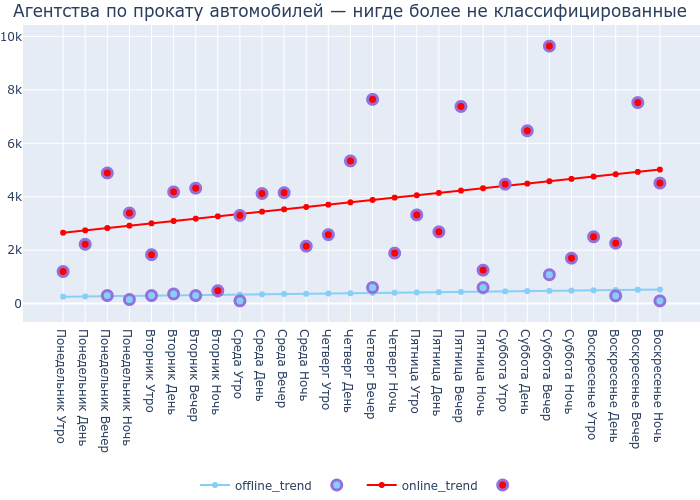 Агентства по прокату автомобилей — нигде более не классифицированные
10k
8k
6k
4k
2k
0
Понедельник Утро
Понедельник День
Понедельник Вечер
Понедельник Ночь
Вторник Утро
Вторник День
Вторник Вечер
Вторник Ночь
Среда Утро
Среда День
Среда Вечер
Среда Ночь
Четверг Утро
Четверг День
Четверг Вечер
Четверг Ночь
Пятница Утро
Пятница День
Пятница Вечер
Пятница Ночь
Суббота Утро
Суббота День
Суббота Вечер
Суббота Ночь
Воскресенье Утро
Воскресенье День
Воскресенье Вечер
Воскресенье Ночь
offline_trend
online_trend